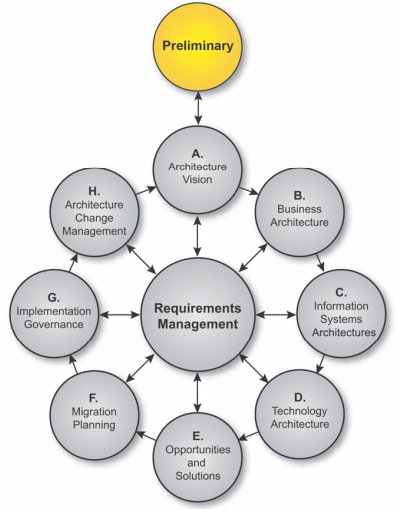 Preliminary
A.
Architecture
Vision
B.
Business
Architecture
C.
Information
Systems
Architectures
D.
Technology
Architecture
E.
Opportunities
and
Solutions
F.
Migration
Planning
G.
Implementation
Governance
H.
Architecture
Change
Management
Requirements
Management